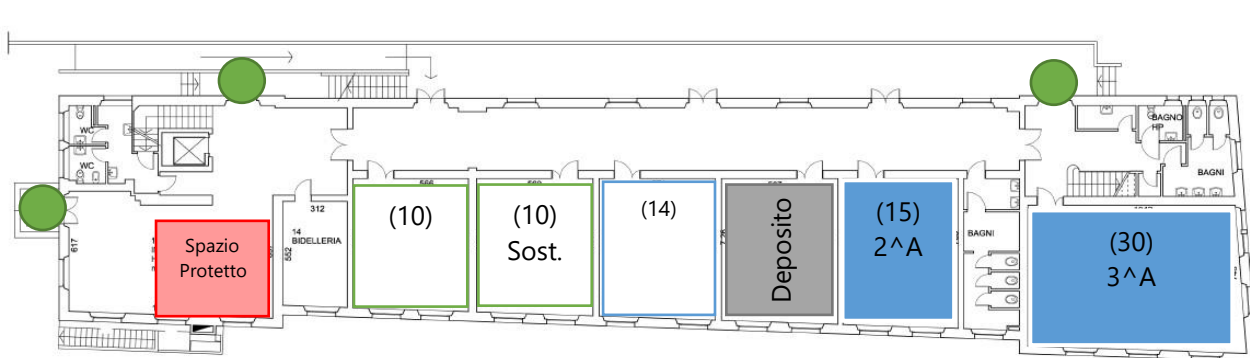 WC
WC
BAGNO
HP
BAGNI
617
Spazio
Protetto
312
14
BIDELLERIA
552
(10)
(10)
Sost.
(14)
Deposito
(15)
2^A
BAGNI
(30)
3^A